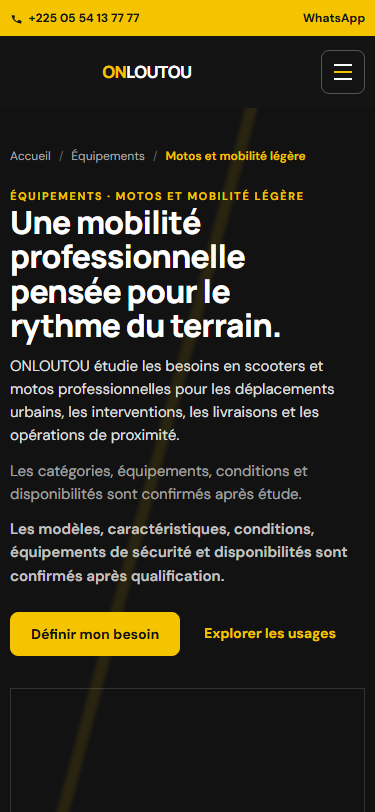 +225 05 54 13 77 77 WhatsApp
ONLOUTOU
Accueil / Équipements / Motos et mobilité légère
ÉQUIPEMENTS · MOTOS ET MOBILITÉ LÉGÈRE
Une mobilité
professionnelle
pensée pour le
rythme du terrain.
ONLOUTOU étudie les besoins en scooters et
motos professionnelles pour les déplacements
urbains, les interventions, les livraisons et les
opérations de proximité.
Les catégories, équipements, conditions et
disponibilités sont confirmés après étude.
Les modèles, caractéristiques, conditions,
équipements de sécurité et disponibilités sont
confirmés après qualification.
Définir mon besoin Explorer les usages